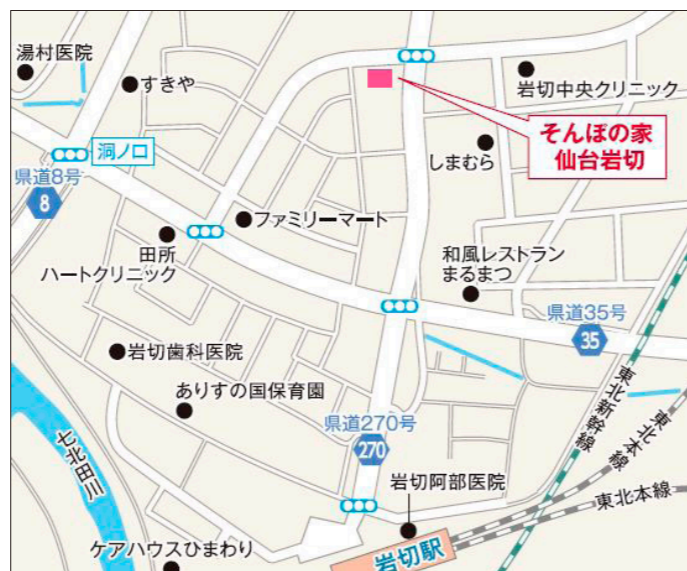 湯村医院
すきや
岩切中央クリニック
そんぽの家
仙台岩切
しまむら
洞ノ口
県道8号
8
ファミリーマート
田所
ハートクリニック
和風レストラン
まるまつ
県道35号
35
岩切歯科医院
ありすの国保育園
県道270号
270
東北新幹線
東北本線
東北本線
七北田川
岩切阿部医院
岩切駅
ケアハウスひまわり